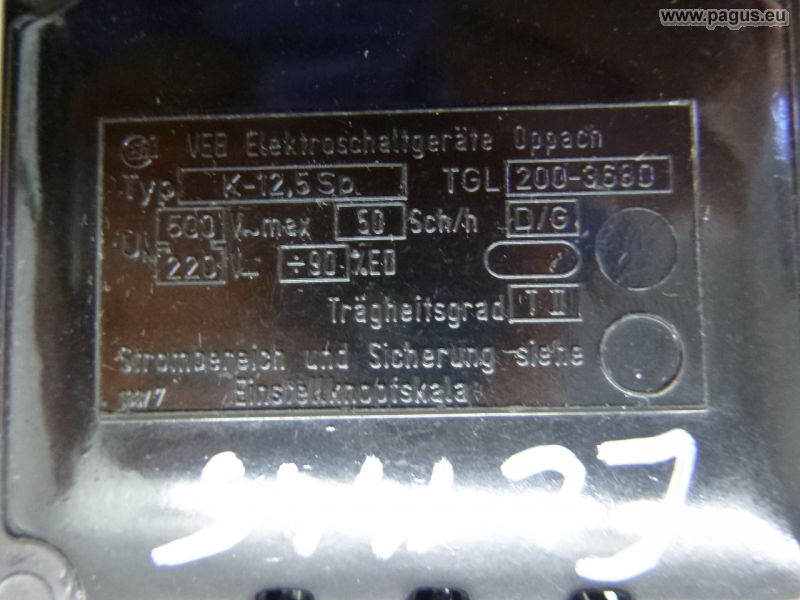 www.pagus.eu
VEB Elektroschaltgeräte Oppach
Typ K-12,5 Sp TGL 200-3680
U 500 V~max 50 Sch/h D/G
220 V- ÷90 %ED
Trägheitsgrad T II
Strombereich und Sicherung siehe
Einstellknopfskala